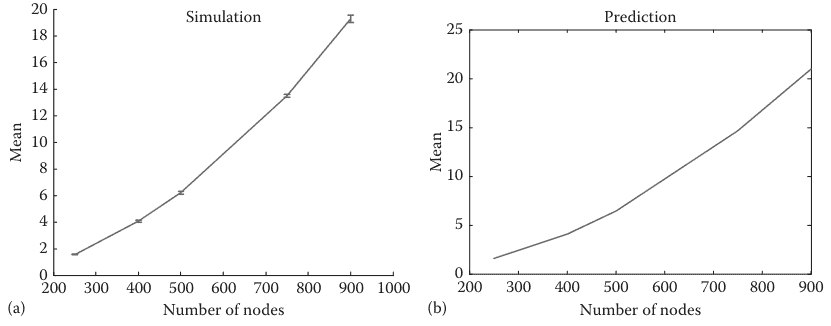 Simulation
20
18
16
14
12
10
8
6
4
2
0
Mean
200 300 400 500 600 700 800 900 1000
Number of nodes
(a)
Prediction
25
20
15
10
5
0
Mean
200 300 400 500 600 700 800 900
Number of nodes
(b)